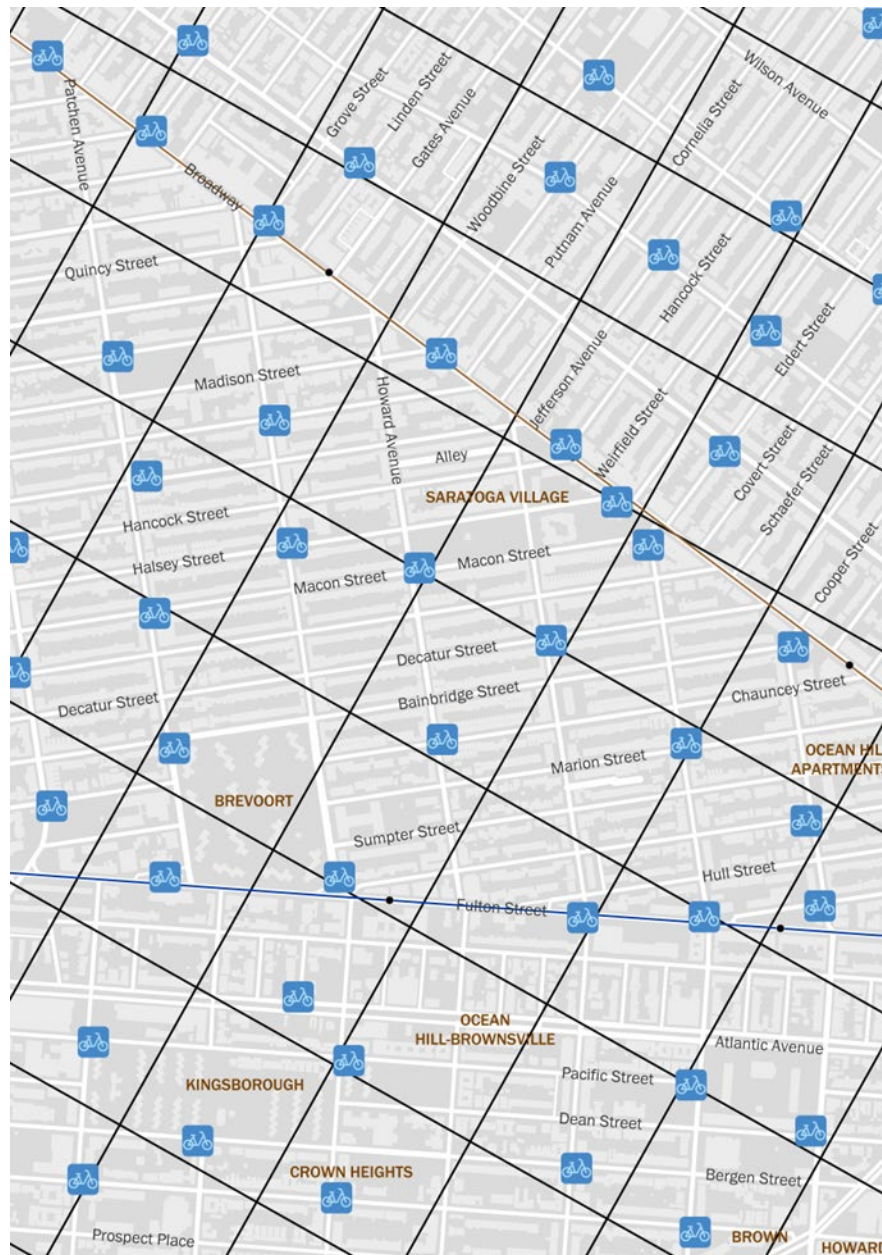 Wilson Avenue
Grove Street
Linden Street
Gates Avenue
Patchen Avenue
Cornelia Street
Woodbine Street
Broadway
Putnam Avenue
Quincy Street
Hancock Street
Eldert Street
Madison Street
Jefferson Avenue
Howard Avenue
Weirfield Street
Alley
Covert Street
SARATOGA VILLAGE
Schaefer Street
Hancock Street
Halsey Street
Macon Street
Macon Street
Cooper Street
Decatur Street
Bainbridge Street
Chauncey Street
Decatur Street
Marion Street
OCEAN HIL
APARTMENTS
BREVOORT
Sumpter Street
Hull Street
Fulton Street
OCEAN
HILL-BROWNSVILLE
Atlantic Avenue
Pacific Street
KINGSBOROUGH
Dean Street
CROWN HEIGHTS
Bergen Street
Prospect Place
BROWN
HOWARD